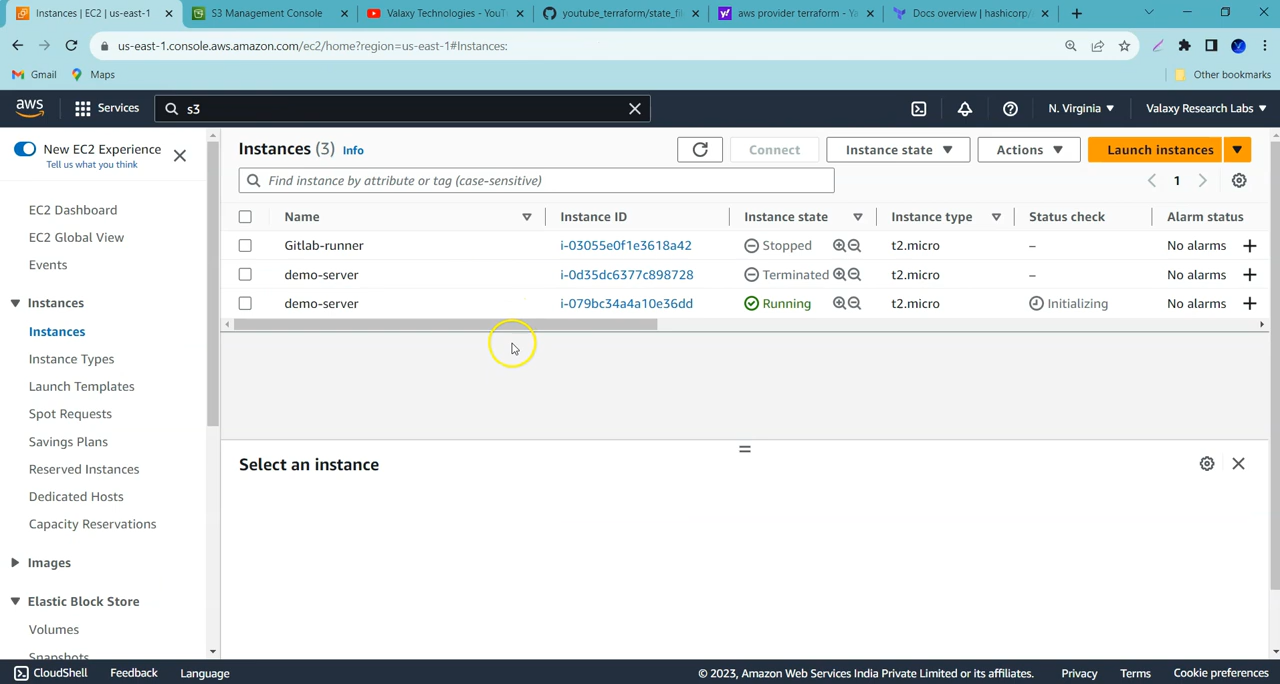 Instances | EC2 | us-east-1
S3 Management Console
Valaxy Technologies - YouT
youtube_terraform/state_fi
aws provider terraform - Ya
Docs overview | hashicorp/
us-east-1.console.aws.amazon.com/ec2/home?region=us-east-1#Instances:
Gmail
Maps
Other bookmarks
aws
Services
s3
N. Virginia
Valaxy Research Labs
New EC2 Experience
Tell us what you think
Instances (3) Info
Connect
Instance state
Actions
Launch instances
Find instance by attribute or tag (case-sensitive)
1
Name
Instance ID
Instance state
Instance type
Status check
Alarm status
Gitlab-runner
i-03055e0f1e3618a42
Stopped
t2.micro
–
No alarms
demo-server
i-0d35dc6377c898728
Terminated
t2.micro
–
No alarms
demo-server
i-079bc34a4a10e36dd
Running
t2.micro
Initializing
No alarms
EC2 Dashboard
EC2 Global View
Events
Instances
Instances
Instance Types
Launch Templates
Spot Requests
Savings Plans
Reserved Instances
Dedicated Hosts
Capacity Reservations
Images
Elastic Block Store
Volumes
Snapshots
Select an instance
CloudShell
Feedback
Language
© 2023, Amazon Web Services India Private Limited or its affiliates.
Privacy
Terms
Cookie preferences